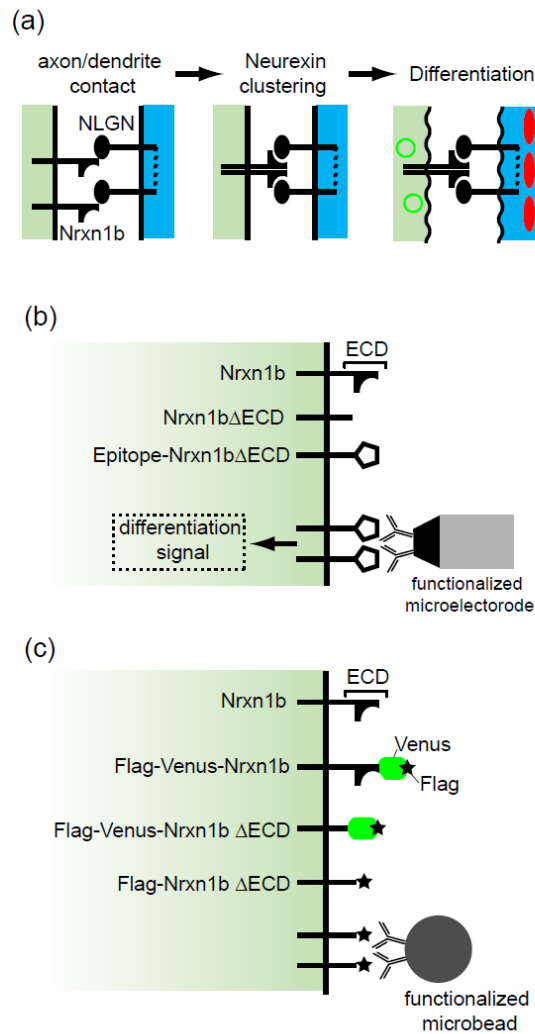 (a)
axon/dendrite
contact
Neurexin
clustering
Differentiation
NLGN
Nrxn1b
(b)
ECD
Nrxn1b
Nrxn1bΔECD
Epitope-Nrxn1bΔECD
differentiation
signal
functionalized
microelectorode
(c)
ECD
Nrxn1b
Venus
Flag-Venus-Nrxn1b
Flag
Flag-Venus-Nrxn1b ΔECD
Flag-Nrxn1b ΔECD
functionalized
microbead